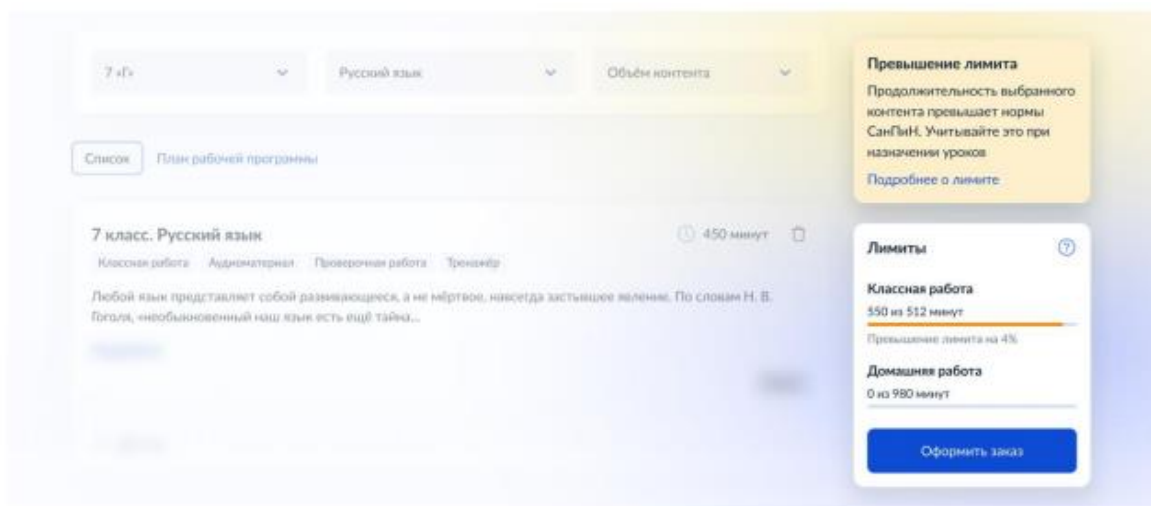 7 «Г»
Русский язык
Объём контента
Список
План рабочей программы
7 класс. Русский язык
450 минут
Классная работа Аудиоматериал Проверочная работа Тренажёр
Любой язык представляет собой развивающееся, а не мёртвое, навсегда застывшее явление. По словам Н. В.
Гоголя, «необыкновенный наш язык есть ещё тайна...
Превышение лимита
Продолжительность выбранного
контента превышает нормы
СанПиН. Учитывайте это при
назначении уроков
Подробнее о лимите
Лимиты
Классная работа
550 из 512 минут
Превышение лимита на 4%
Домашняя работа
0 из 980 минут
Оформить заказ